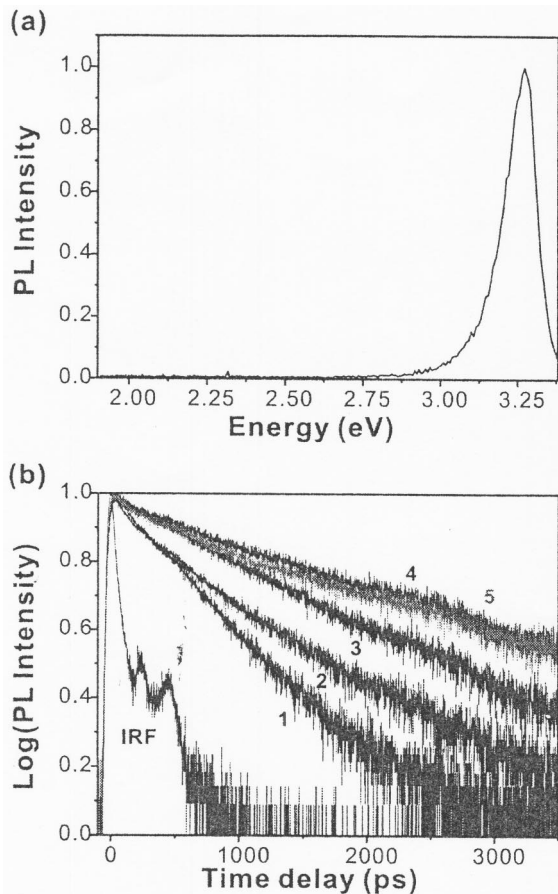 (a)
PL Intensity
1.0
0.8
0.6
0.4
0.2
0.0
2.00 2.25 2.50 2.75 3.00 3.25
Energy (eV)
(b)
Log(PL Intensity)
1.0
0.8
0.6
0.4
0.2
0.0
4
5
3
2
1
IRF
0 1000 2000 3000
Time delay (ps)